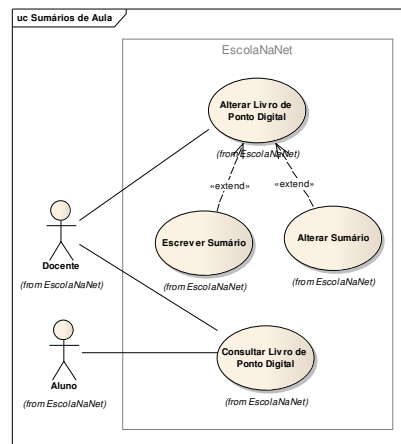 uc Sumários de Aula
EscolaNaNet
Alterar Livro de
Ponto Digital
(from EscolaNaNet)
«extend»
«extend»
Escrever Sumário
(from EscolaNaNet)
Alterar Sumário
(from EscolaNaNet)
Docente
(from EscolaNaNet)
Consultar Livro de
Ponto Digital
(from EscolaNaNet)
Aluno
(from EscolaNaNet)